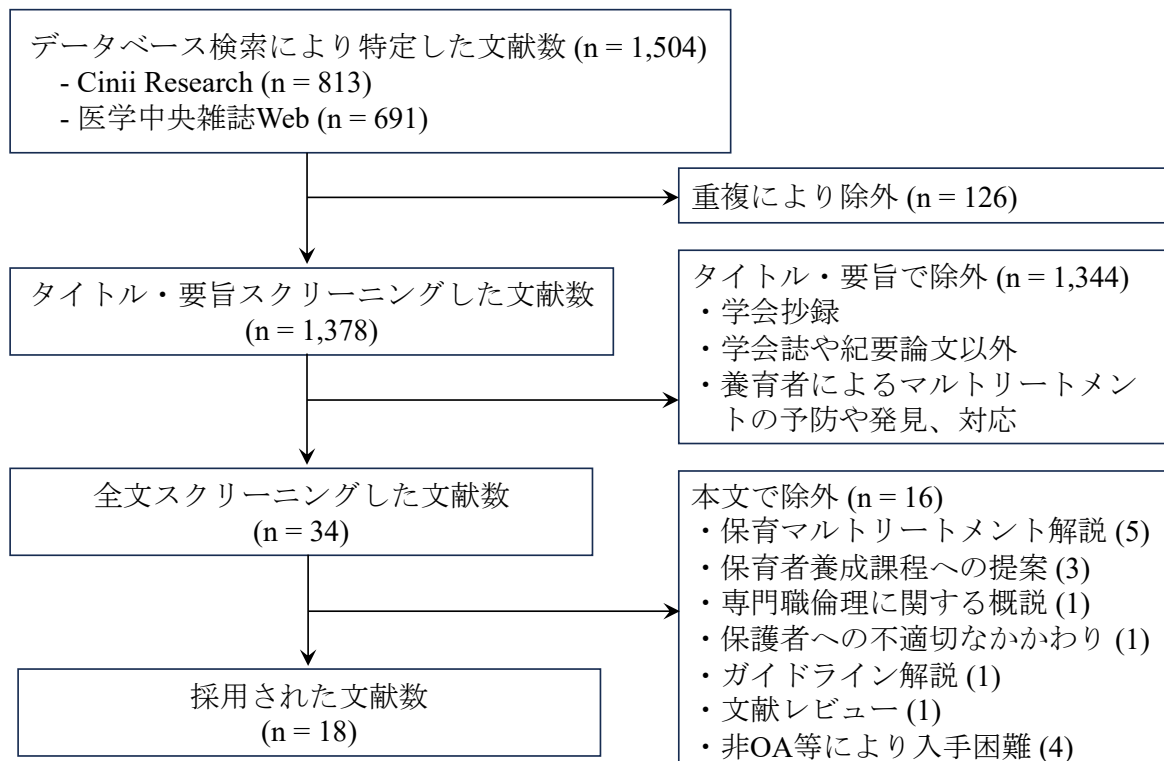 データベース検索により特定した文献数 (n = 1,504)
- Cinii Research (n = 813)
- 医学中央雑誌Web (n = 691)
重複により除外 (n = 126)
タイトル・要旨スクリーニングした文献数
(n = 1,378)
タイトル・要旨で除外 (n = 1,344)
・学会抄録
・学会誌や紀要論文以外
・養育者によるマルトリートメン
トの予防や発見、対応
全文スクリーニングした文献数
(n = 34)
本文で除外 (n = 16)
・保育マルトリートメント解説 (5)
・保育者養成課程への提案 (3)
・専門職倫理に関する概説 (1)
・保護者への不適切なかかわり (1)
・ガイドライン解説 (1)
・文献レビュー (1)
・非OA等により入手困難 (4)
採用された文献数
(n = 18)